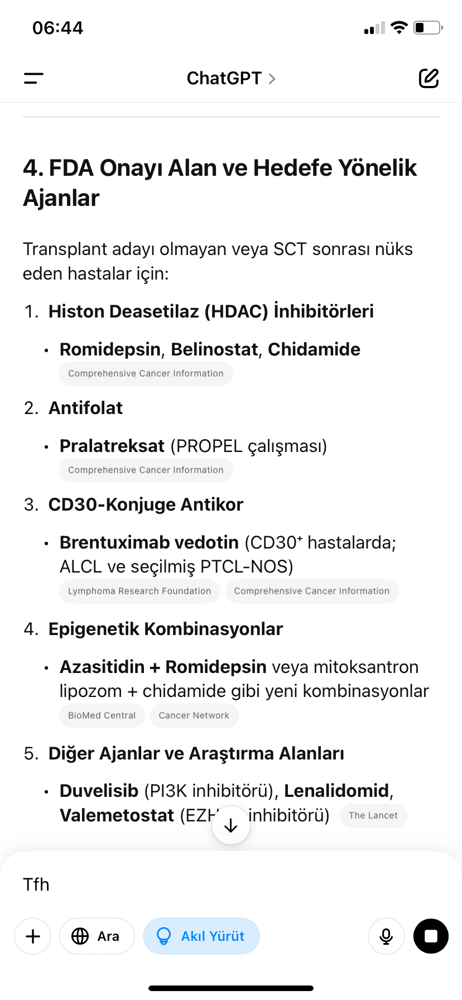 06:44
ChatGPT
4. FDA Onayı Alan ve Hedefe Yönelik
Ajanlar
Transplant adayı olmayan veya SCT sonrası nüks
eden hastalar için:
1. Histon Deasetilaz (HDAC) İnhibitörleri
• Romidepsin, Belinostat, Chidamide
Comprehensive Cancer Information
2. Antifolat
• Pralatreksat (PROPEL çalışması)
Comprehensive Cancer Information
3. CD30-Konjuge Antikor
• Brentuximab vedotin (CD30⁺ hastalarda;
ALCL ve seçilmiş PTCL-NOS)
Lymphoma Research Foundation Comprehensive Cancer Information
4. Epigenetik Kombinasyonlar
• Azasitidin + Romidepsin veya mitoksantron
lipozom + chidamide gibi yeni kombinasyonlar
BioMed Central Cancer Network
5. Diğer Ajanlar ve Araştırma Alanları
• Duvelisib (PI3K inhibitörü), Lenalidomid,
Valemetostat inhibitörü) The Lancet
Tfh
Ara Akıl Yürüt